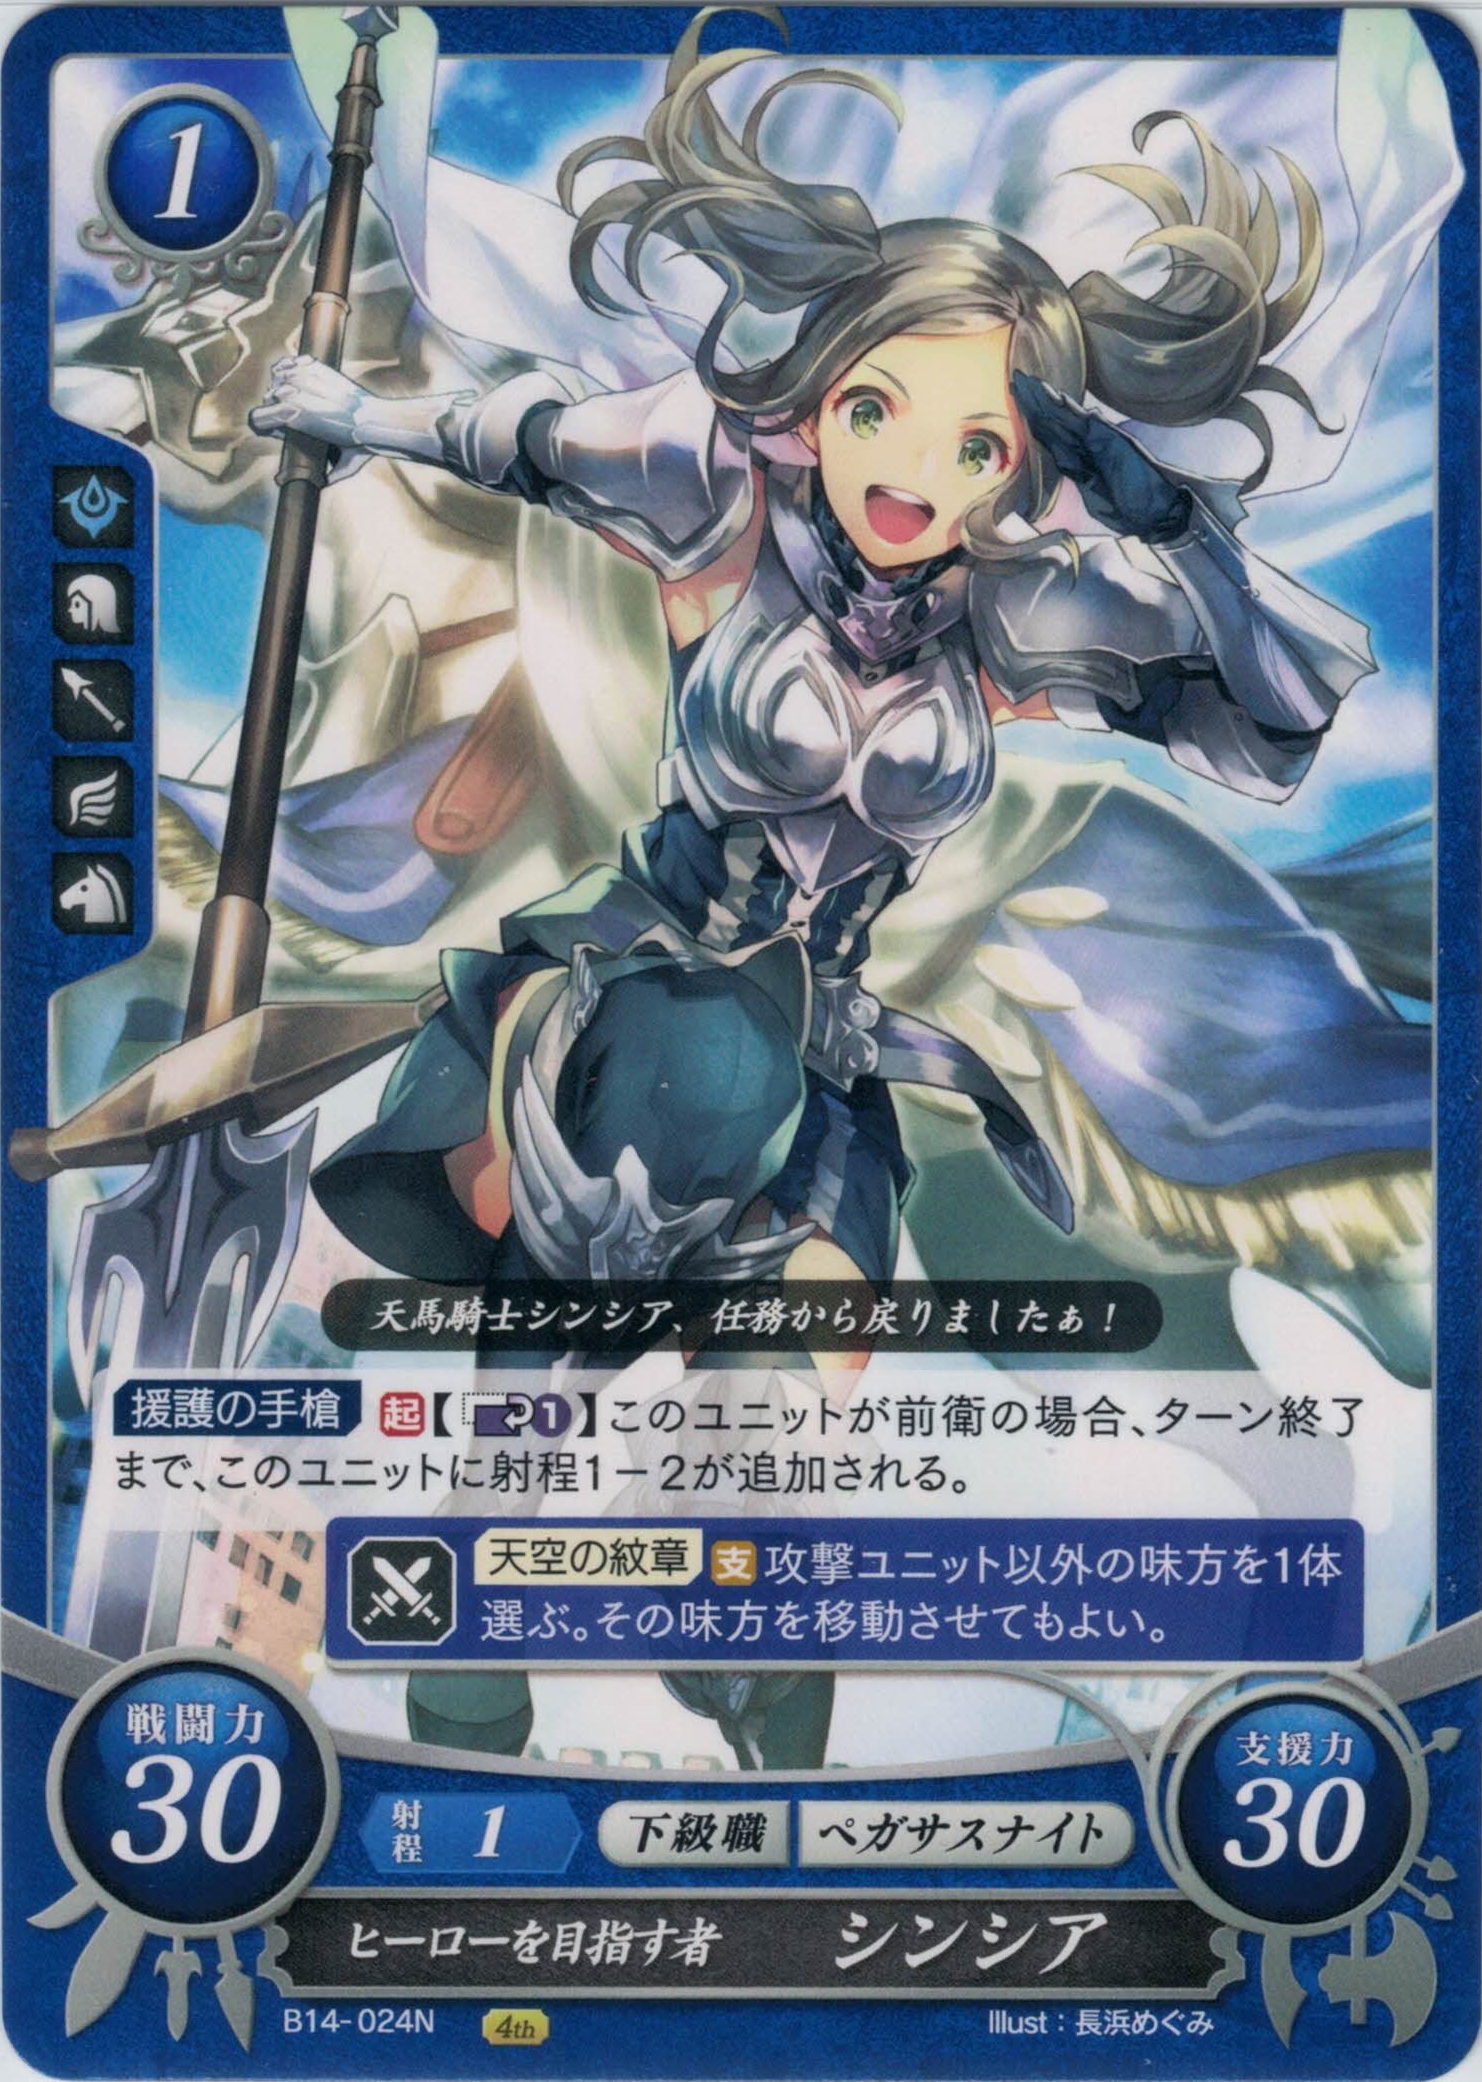 1
天馬騎士シンシア、任務から戻りましたぁ！
援護の手槍 起【1】このユニットが前衛の場合、ターン終了
まで、このユニットに射程1－2が追加される。
天空の紋章 支 攻撃ユニット以外の味方を1体
選ぶ。その味方を移動させてもよい。
戦闘力
30
射程 1
下級職 ペガサスナイト
支援力
30
ヒーローを目指す者 シンシア
B14-024N 4th Illust：長浜めぐみ